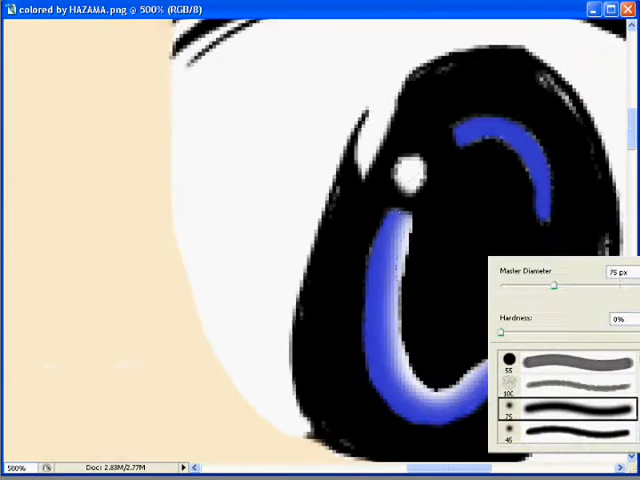 colored by HAZAMA.png @ 500% (RGB/8)
Master Diameter
75 px
Hardness:
0%
55
100
75
45
500%
Doc: 2.83M/2.77M